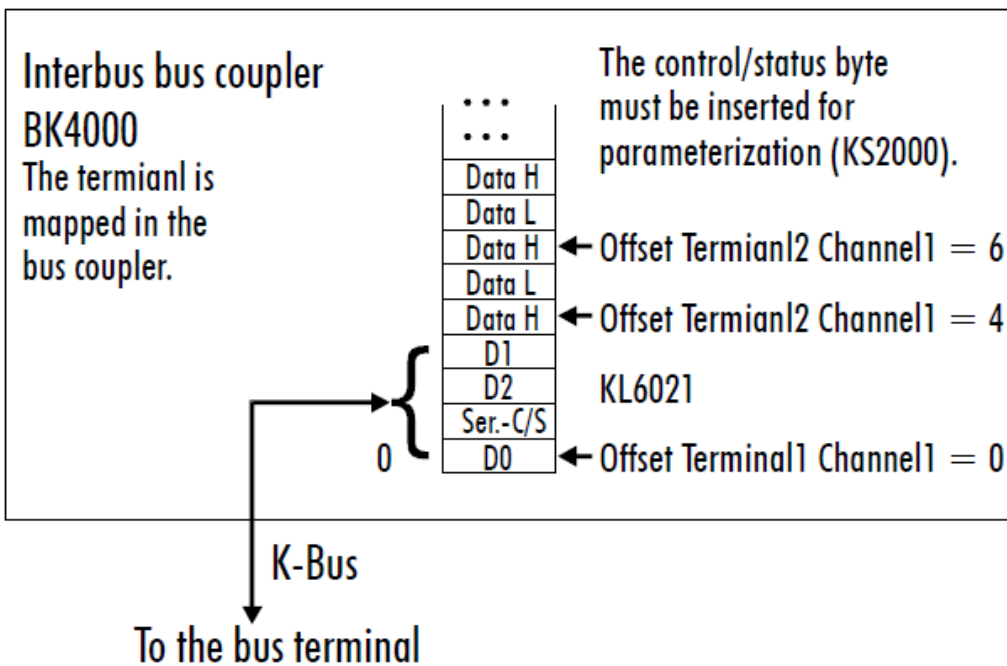 Interbus bus coupler
BK4000
The termianl is
mapped in the
bus coupler.
The control/status byte
must be inserted for
parameterization (KS2000).
...
...
Data H
Data L
Data H
Offset Termianl2 Channel1 = 6
Data L
Data H
Offset Termianl2 Channel1 = 4
D1
D2
KL6021
Ser.-C/S
0
D0
Offset Terminal1 Channel1 = 0
K-Bus
To the bus terminal